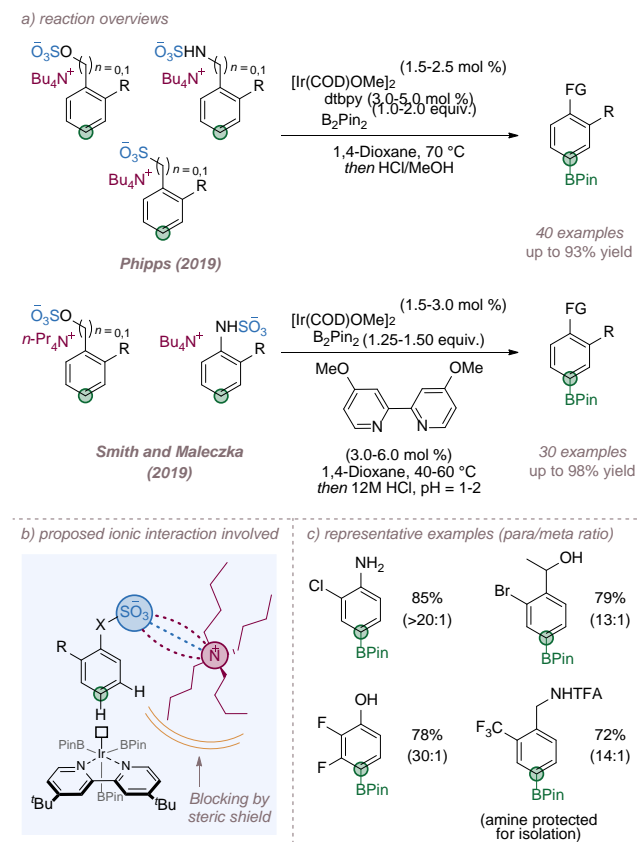 a) reaction overviews
Ō3SO
( )n = 0,1
Bu4N+
R
Ō3SHN
( )n = 0,1
Bu4N+
R
Ō3S
( )n = 0,1
Bu4N+
R
Phipps (2019)
[Ir(COD)OMe]2 (1.5-2.5 mol %)
dtbpy (3.0-5.0 mol %)
B2Pin2 (1.0-2.0 equiv.)
1,4-Dioxane, 70 °C
then HCl/MeOH
FG
R
BPin
40 examples
up to 93% yield
ŌSO3
( )n = 0,1
n-Pr4N+
R
NHSŌ3
Bu4N+
R
Smith and Maleczka
(2019)
[Ir(COD)OMe]2 (1.5-3.0 mol %)
B2Pin2 (1.25-1.50 equiv.)
MeO OMe
N N
(3.0-6.0 mol %)
1,4-Dioxane, 40-60 °C
then 12M HCl, pH = 1-2
FG
R
BPin
30 examples
up to 98% yield
b) proposed ionic interaction involved
SŌ3
X
N+
R
H
H
PinB Ir BPin
N N
BPin
tBu tBu
Blocking by
steric shield
c) representative examples (para/meta ratio)
NH2
Cl
BPin
85%
(>20:1)
OH
Br
BPin
79%
(13:1)
OH
F
F
BPin
78%
(30:1)
NHTFA
F3C
BPin
72%
(14:1)
(amine protected
for isolation)